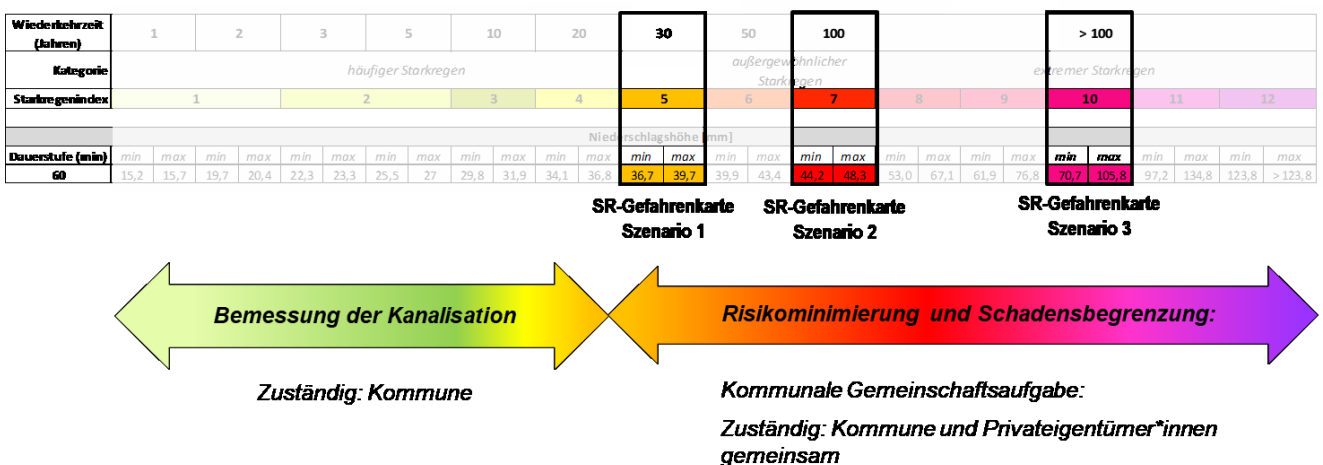 Wiederkehrzeit (Jahren) 1 2 3 5 10 20 30 50 100 > 100
Kategorie häufiger Starkregen außergewöhnlicher Starkregen extremer Starkregen
Starkregenindex 1 2 3 4 5 6 7 8 9 10 11 12
Niederschlagshöhe [mm]
Dauerstufe (min) min max min max min max min max min max min max min max min max min max min max min max min max min max min max
60 15,2 15,7 19,7 20,4 22,3 23,3 25,5 27 29,8 31,9 34,1 36,8 36,7 39,7 39,9 43,4 44,2 48,3 53,0 67,1 61,9 76,8 70,7 105,8 97,2 134,8 123,8 >123,8
SR-Gefahrenkarte SR-Gefahrenkarte SR-Gefahrenkarte
Szenario 1 Szenario 2 Szenario 3
Bemessung der Kanalisation
Risikominimierung und Schadensbegrenzung:
Zuständig: Kommune
Kommunale Gemeinschaftsaufgabe:
Zuständig: Kommune und Privateigentümer*innen
gemeinsam